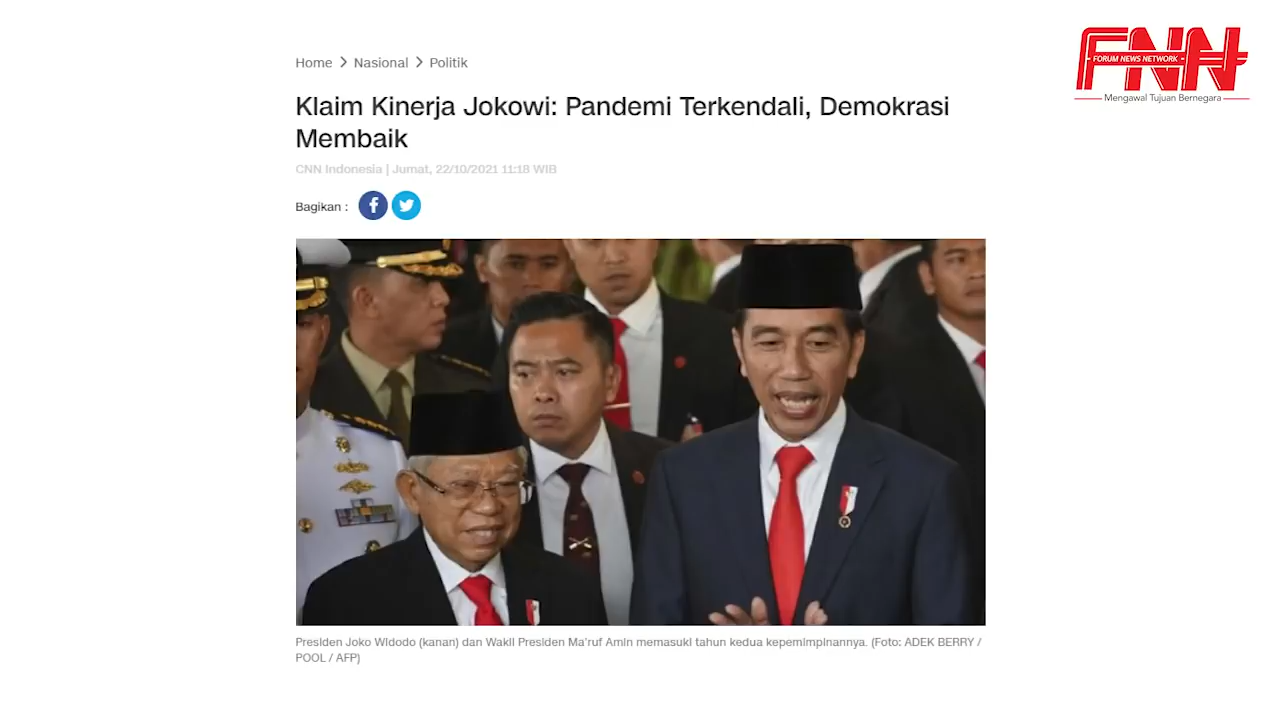 Home > Nasional > Politik
FNN
FORUM NEWS NETWORK
Mengawal Tujuan Bernegara
Klaim Kinerja Jokowi: Pandemi Terkendali, Demokrasi
Membaik
CNN Indonesia | Jumat, 22/10/2021 11:18 WIB
Bagikan :
Presiden Joko Widodo (kanan) dan Wakil Presiden Ma'ruf Amin memasuki tahun kedua kepemimpinannya. (Foto: ADEK BERRY /
POOL / AFP)